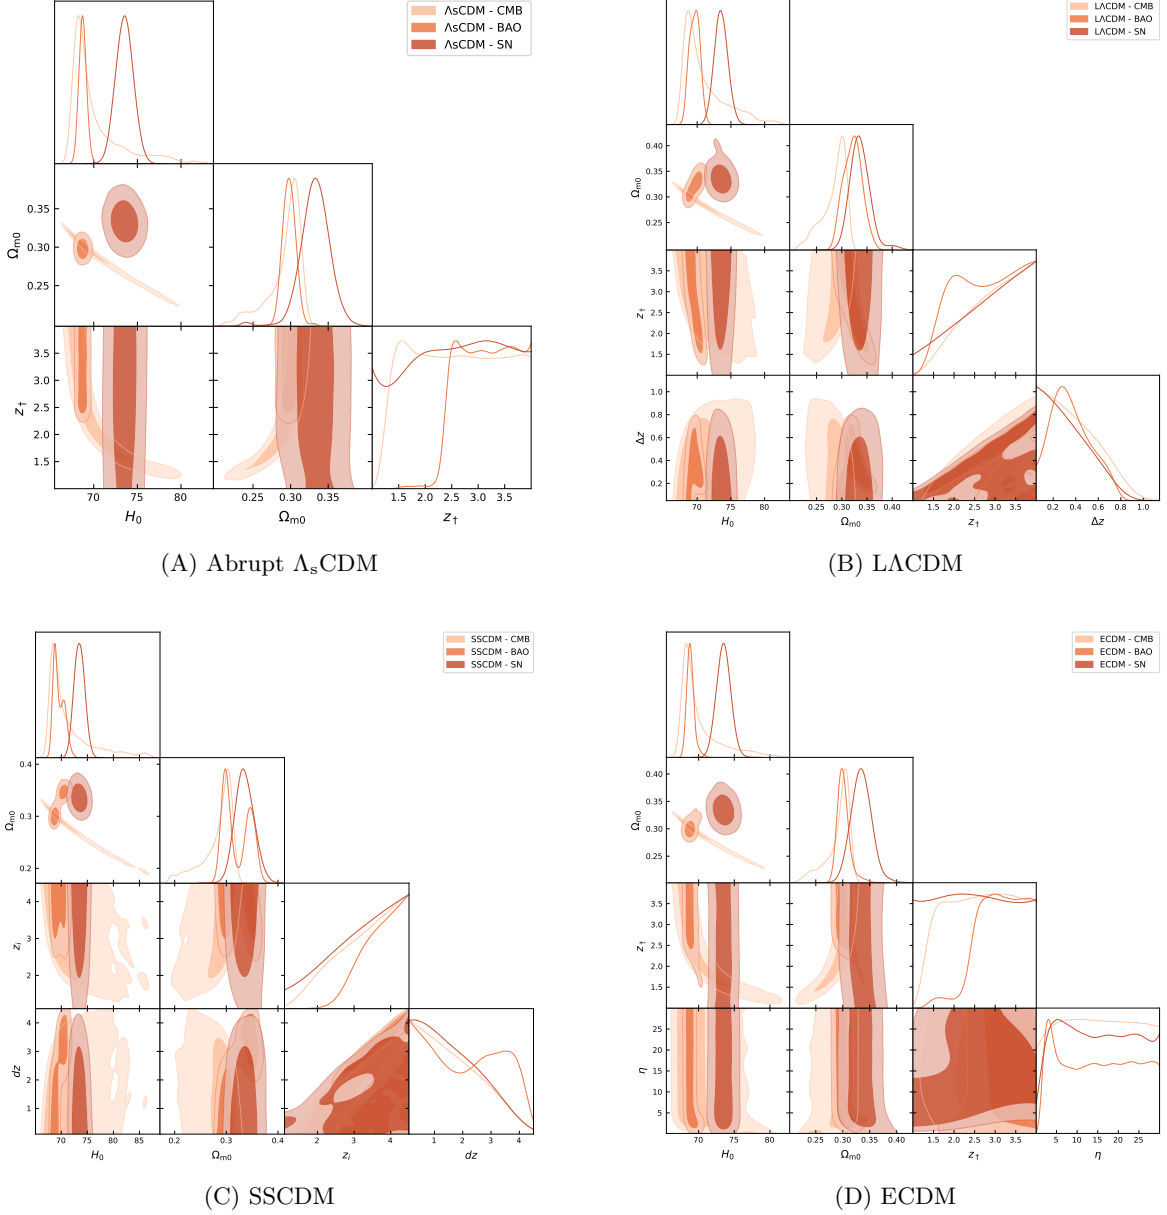 ΛsCDM - CMB
ΛsCDM - BAO
ΛsCDM - SN
0.35
0.30
0.25
Ωm0
3.5
3.0
2.5
2.0
1.5
z†
70 80
H0
0.25 0.30 0.35
Ωm0
1.5 2.0 2.5 3.0 3.5
z†
(A) Abrupt ΛsCDM
LΛCDM - CMB
LΛCDM - BAO
LΛCDM - SN
0.40
0.35
0.30
0.25
Ωm0
3.5
3.0
2.5
2.0
1.5
z†
0.8
0.6
0.4
0.2
Δz
70 75 80
H0
0.25 0.30 0.35 0.40
Ωm0
1.5 2.0 2.5 3.0 3.5
z†
0.2 0.4 0.6 0.8 1.0
Δz
(B) LΛCDM
SSCDM - CMB
SSCDM - BAO
SSCDM - SN
0.4
0.3
0.2
Ωm0
4
3
2
zi
4
3
2
1
dz
70 75 80 85
H0
0.2 0.3 0.4
Ωm0
2 3 4
zi
1 2 3 4
dz
(C) SSCDM
ECDM - CMB
ECDM - BAO
ECDM - SN
0.40
0.35
0.30
0.25
Ωm0
3.5
3.0
2.5
2.0
1.5
z†
25
20
15
10
5
η
70 75 80
H0
0.25 0.30 0.35 0.40
Ωm0
1.5 2.0 2.5 3.0 3.5
z†
5 10 15 20 25
η
(D) ECDM